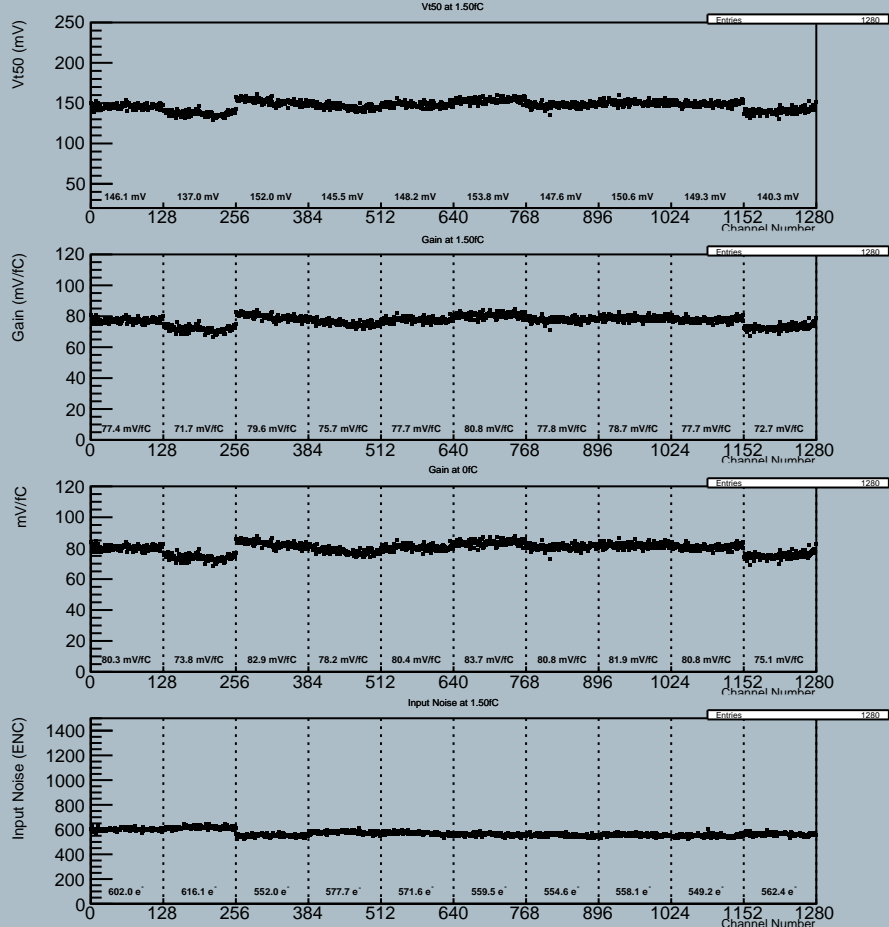 Vt50 at 1.50fC
Entries 1280
Vt50 (mV)
250
200
150
100
50
146.1 mV 137.0 mV 152.0 mV 145.5 mV 148.2 mV 153.8 mV 147.6 mV 150.6 mV 149.3 mV 140.3 mV
0 128 256 384 512 640 768 896 1024 1152 1280
Channel Number
Gain at 1.50fC
Entries 1280
Gain (mV/fC)
120
100
80
60
40
20
0
77.4 mV/fC 71.7 mV/fC 79.6 mV/fC 75.7 mV/fC 77.7 mV/fC 80.8 mV/fC 77.8 mV/fC 78.7 mV/fC 77.7 mV/fC 72.7 mV/fC
0 128 256 384 512 640 768 896 1024 1152 1280
Channel Number
Gain at 0fC
Entries 1280
mV/fC
120
100
80
60
40
20
0
80.3 mV/fC 73.8 mV/fC 82.9 mV/fC 78.2 mV/fC 80.4 mV/fC 83.7 mV/fC 80.8 mV/fC 81.9 mV/fC 80.8 mV/fC 75.1 mV/fC
0 128 256 384 512 640 768 896 1024 1152 1280
Channel Number
Input Noise at 1.50fC
Entries 1280
Input Noise (ENC)
1400
1200
1000
800
600
400
200
0
602.0 e⁻ 616.1 e⁻ 552.0 e⁻ 577.7 e⁻ 571.6 e⁻ 559.5 e⁻ 554.6 e⁻ 558.1 e⁻ 549.2 e⁻ 562.4 e⁻
0 128 256 384 512 640 768 896 1024 1152 1280
Channel Number